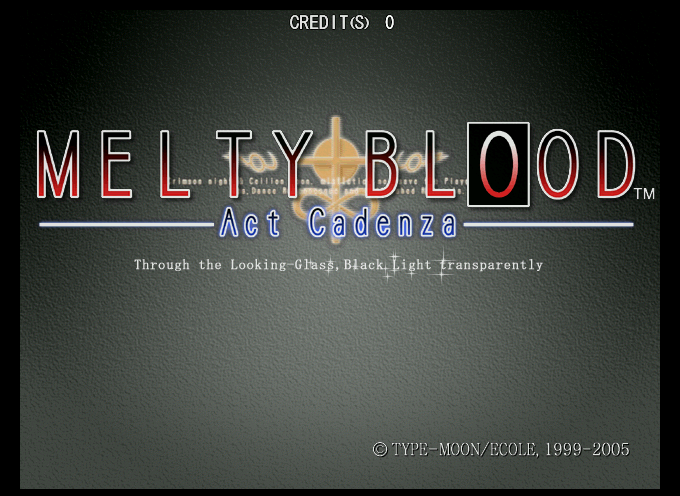 CREDIT(S) 0
MELTY BLOOD™
Act Cadenza
Through the Looking-Glass, Black Light transparently
© TYPE-MOON/ECOLE, 1999-2005